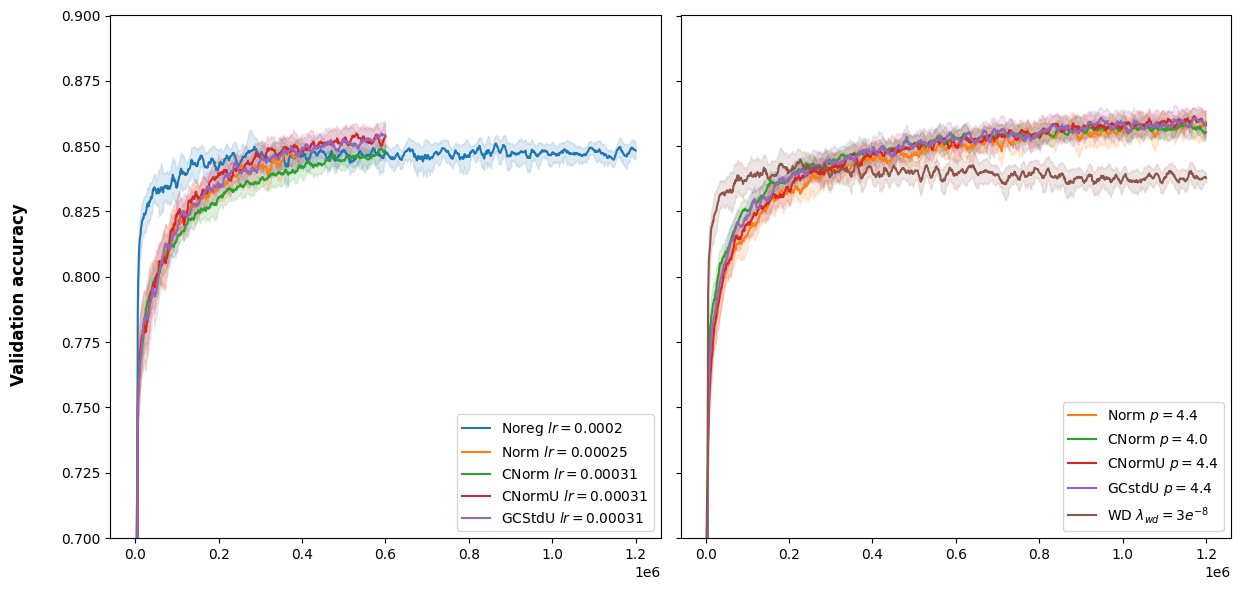 Validation accuracy
0.900
0.875
0.850
0.825
0.800
0.775
0.750
0.725
0.700
0.0 0.2 0.4 0.6 0.8 1.0 1.2
1e6
Noreg lr = 0.0002
Norm lr = 0.00025
CNorm lr = 0.00031
CNormU lr = 0.00031
GCStdU lr = 0.00031
0.0 0.2 0.4 0.6 0.8 1.0 1.2
1e6
Norm p = 4.4
CNorm p = 4.0
CNormU p = 4.4
GCstdU p = 4.4
WD λ_wd = 3e⁻⁸